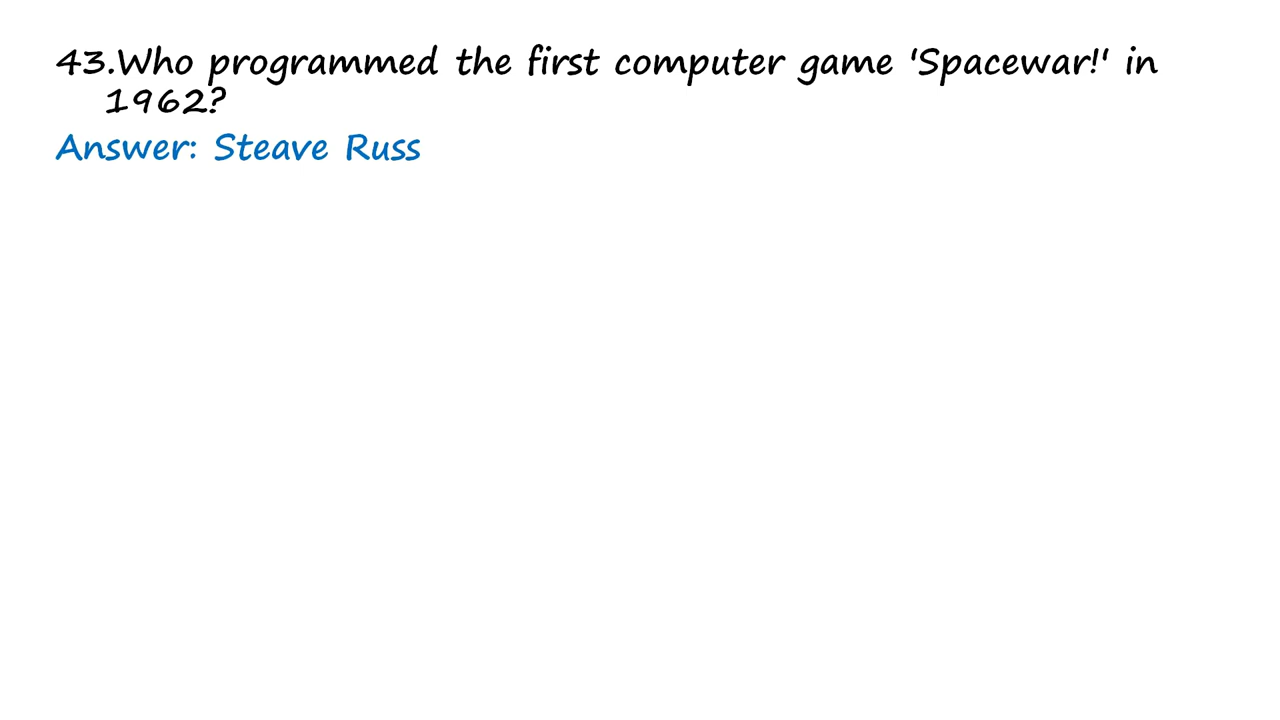 43.Who programmed the first computer game 'Spacewar!' in
1962?
Answer: Steave Russ